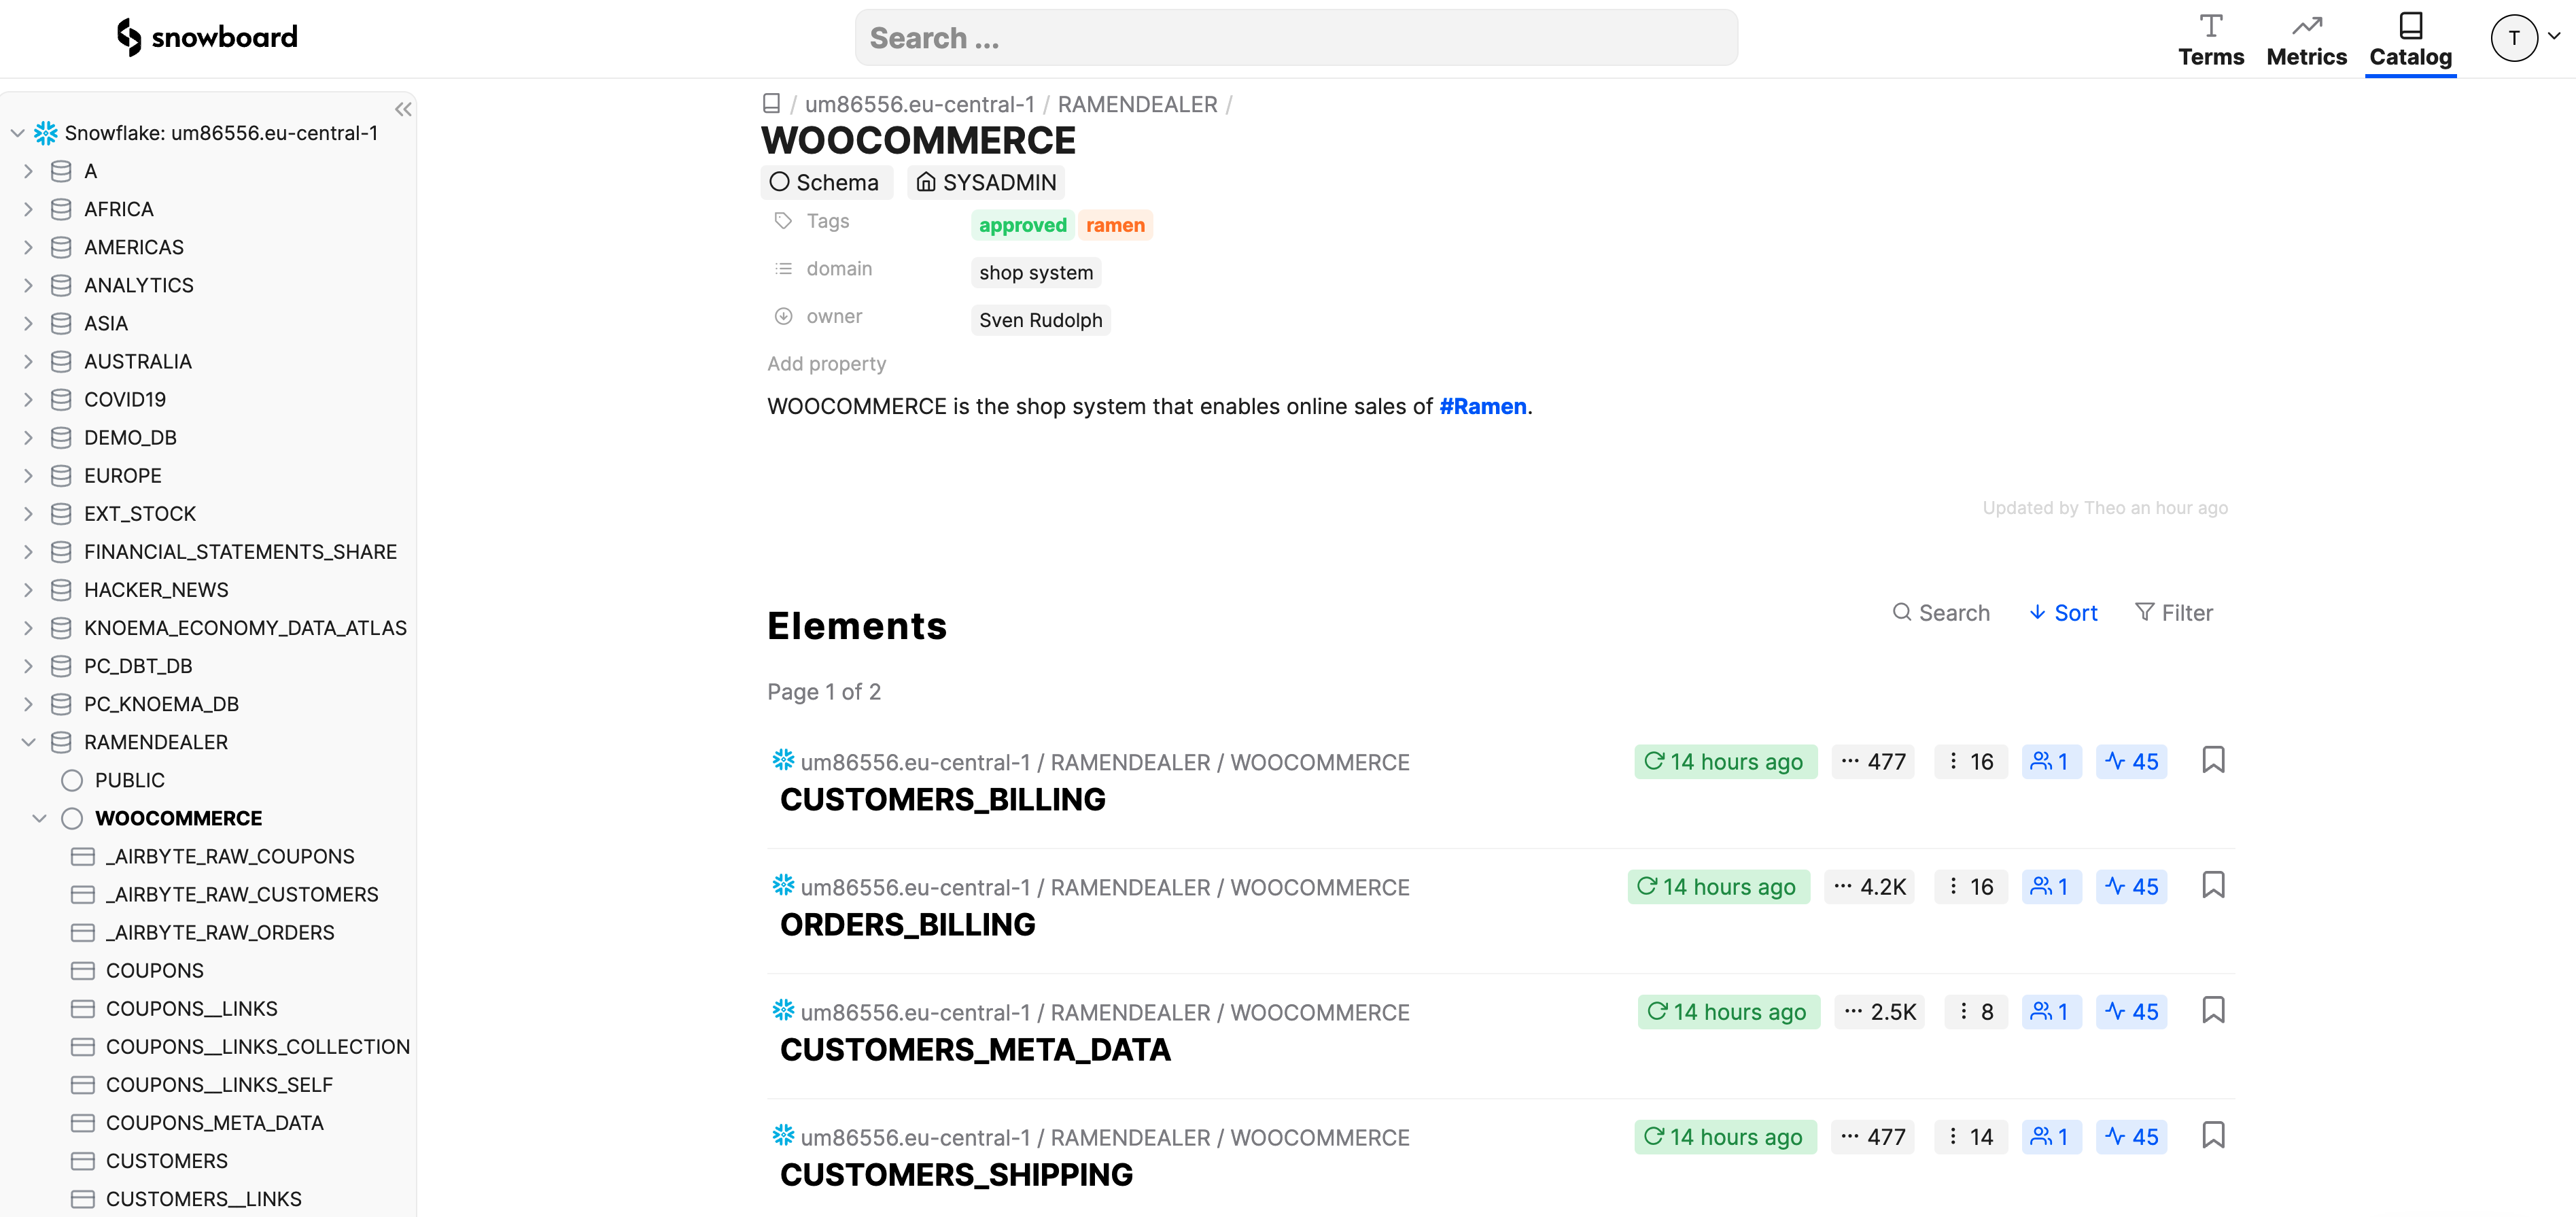 snowboard
Search ...
Terms
Metrics
Catalog
T
Snowflake: um86556.eu-central-1
A
AFRICA
AMERICAS
ANALYTICS
ASIA
AUSTRALIA
COVID19
DEMO_DB
EUROPE
EXT_STOCK
FINANCIAL_STATEMENTS_SHARE
HACKER_NEWS
KNOEMA_ECONOMY_DATA_ATLAS
PC_DBT_DB
PC_KNOEMA_DB
RAMENDEALER
PUBLIC
WOOCOMMERCE
_AIRBYTE_RAW_COUPONS
_AIRBYTE_RAW_CUSTOMERS
_AIRBYTE_RAW_ORDERS
COUPONS
COUPONS__LINKS
COUPONS__LINKS_COLLECTION
COUPONS__LINKS_SELF
COUPONS_META_DATA
CUSTOMERS
CUSTOMERS__LINKS
/ um86556.eu-central-1 / RAMENDEALER /
WOOCOMMERCE
Schema SYSADMIN
Tags approved ramen
domain shop system
owner Sven Rudolph
Add property
WOOCOMMERCE is the shop system that enables online sales of #Ramen.
Updated by Theo an hour ago
Elements
Search Sort Filter
Page 1 of 2
um86556.eu-central-1 / RAMENDEALER / WOOCOMMERCE 14 hours ago 477 16 1 45
CUSTOMERS_BILLING
um86556.eu-central-1 / RAMENDEALER / WOOCOMMERCE 14 hours ago 4.2K 16 1 45
ORDERS_BILLING
um86556.eu-central-1 / RAMENDEALER / WOOCOMMERCE 14 hours ago 2.5K 8 1 45
CUSTOMERS_META_DATA
um86556.eu-central-1 / RAMENDEALER / WOOCOMMERCE 14 hours ago 477 14 1 45
CUSTOMERS_SHIPPING